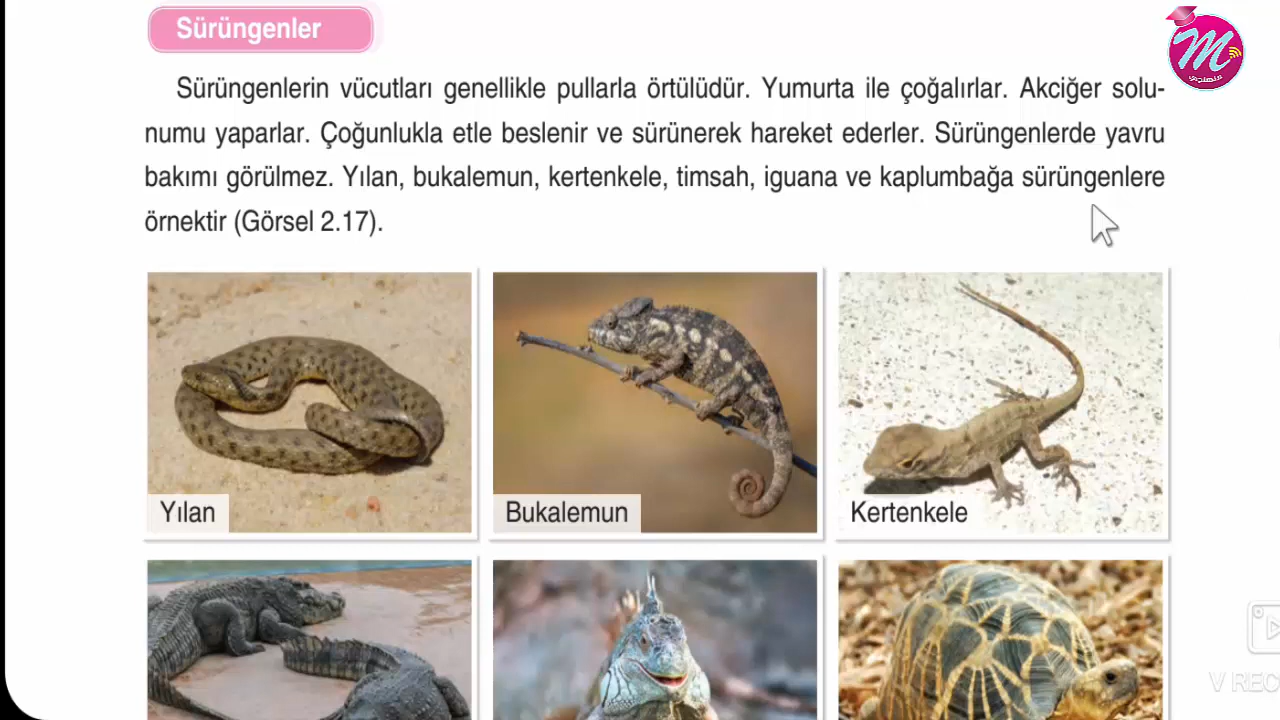 Sürüngenler
Sürüngenlerin vücutları genellikle pullarla örtülüdür. Yumurta ile çoğalırlar. Akciğer solu-
numu yaparlar. Çoğunlukla etle beslenir ve sürünerek hareket ederler. Sürüngenlerde yavru
bakımı görülmez. Yılan, bukalemun, kertenkele, timsah, iguana ve kaplumbağa sürüngenlere
örnektir (Görsel 2.17).
Yılan
Bukalemun
Kertenkele
V REC